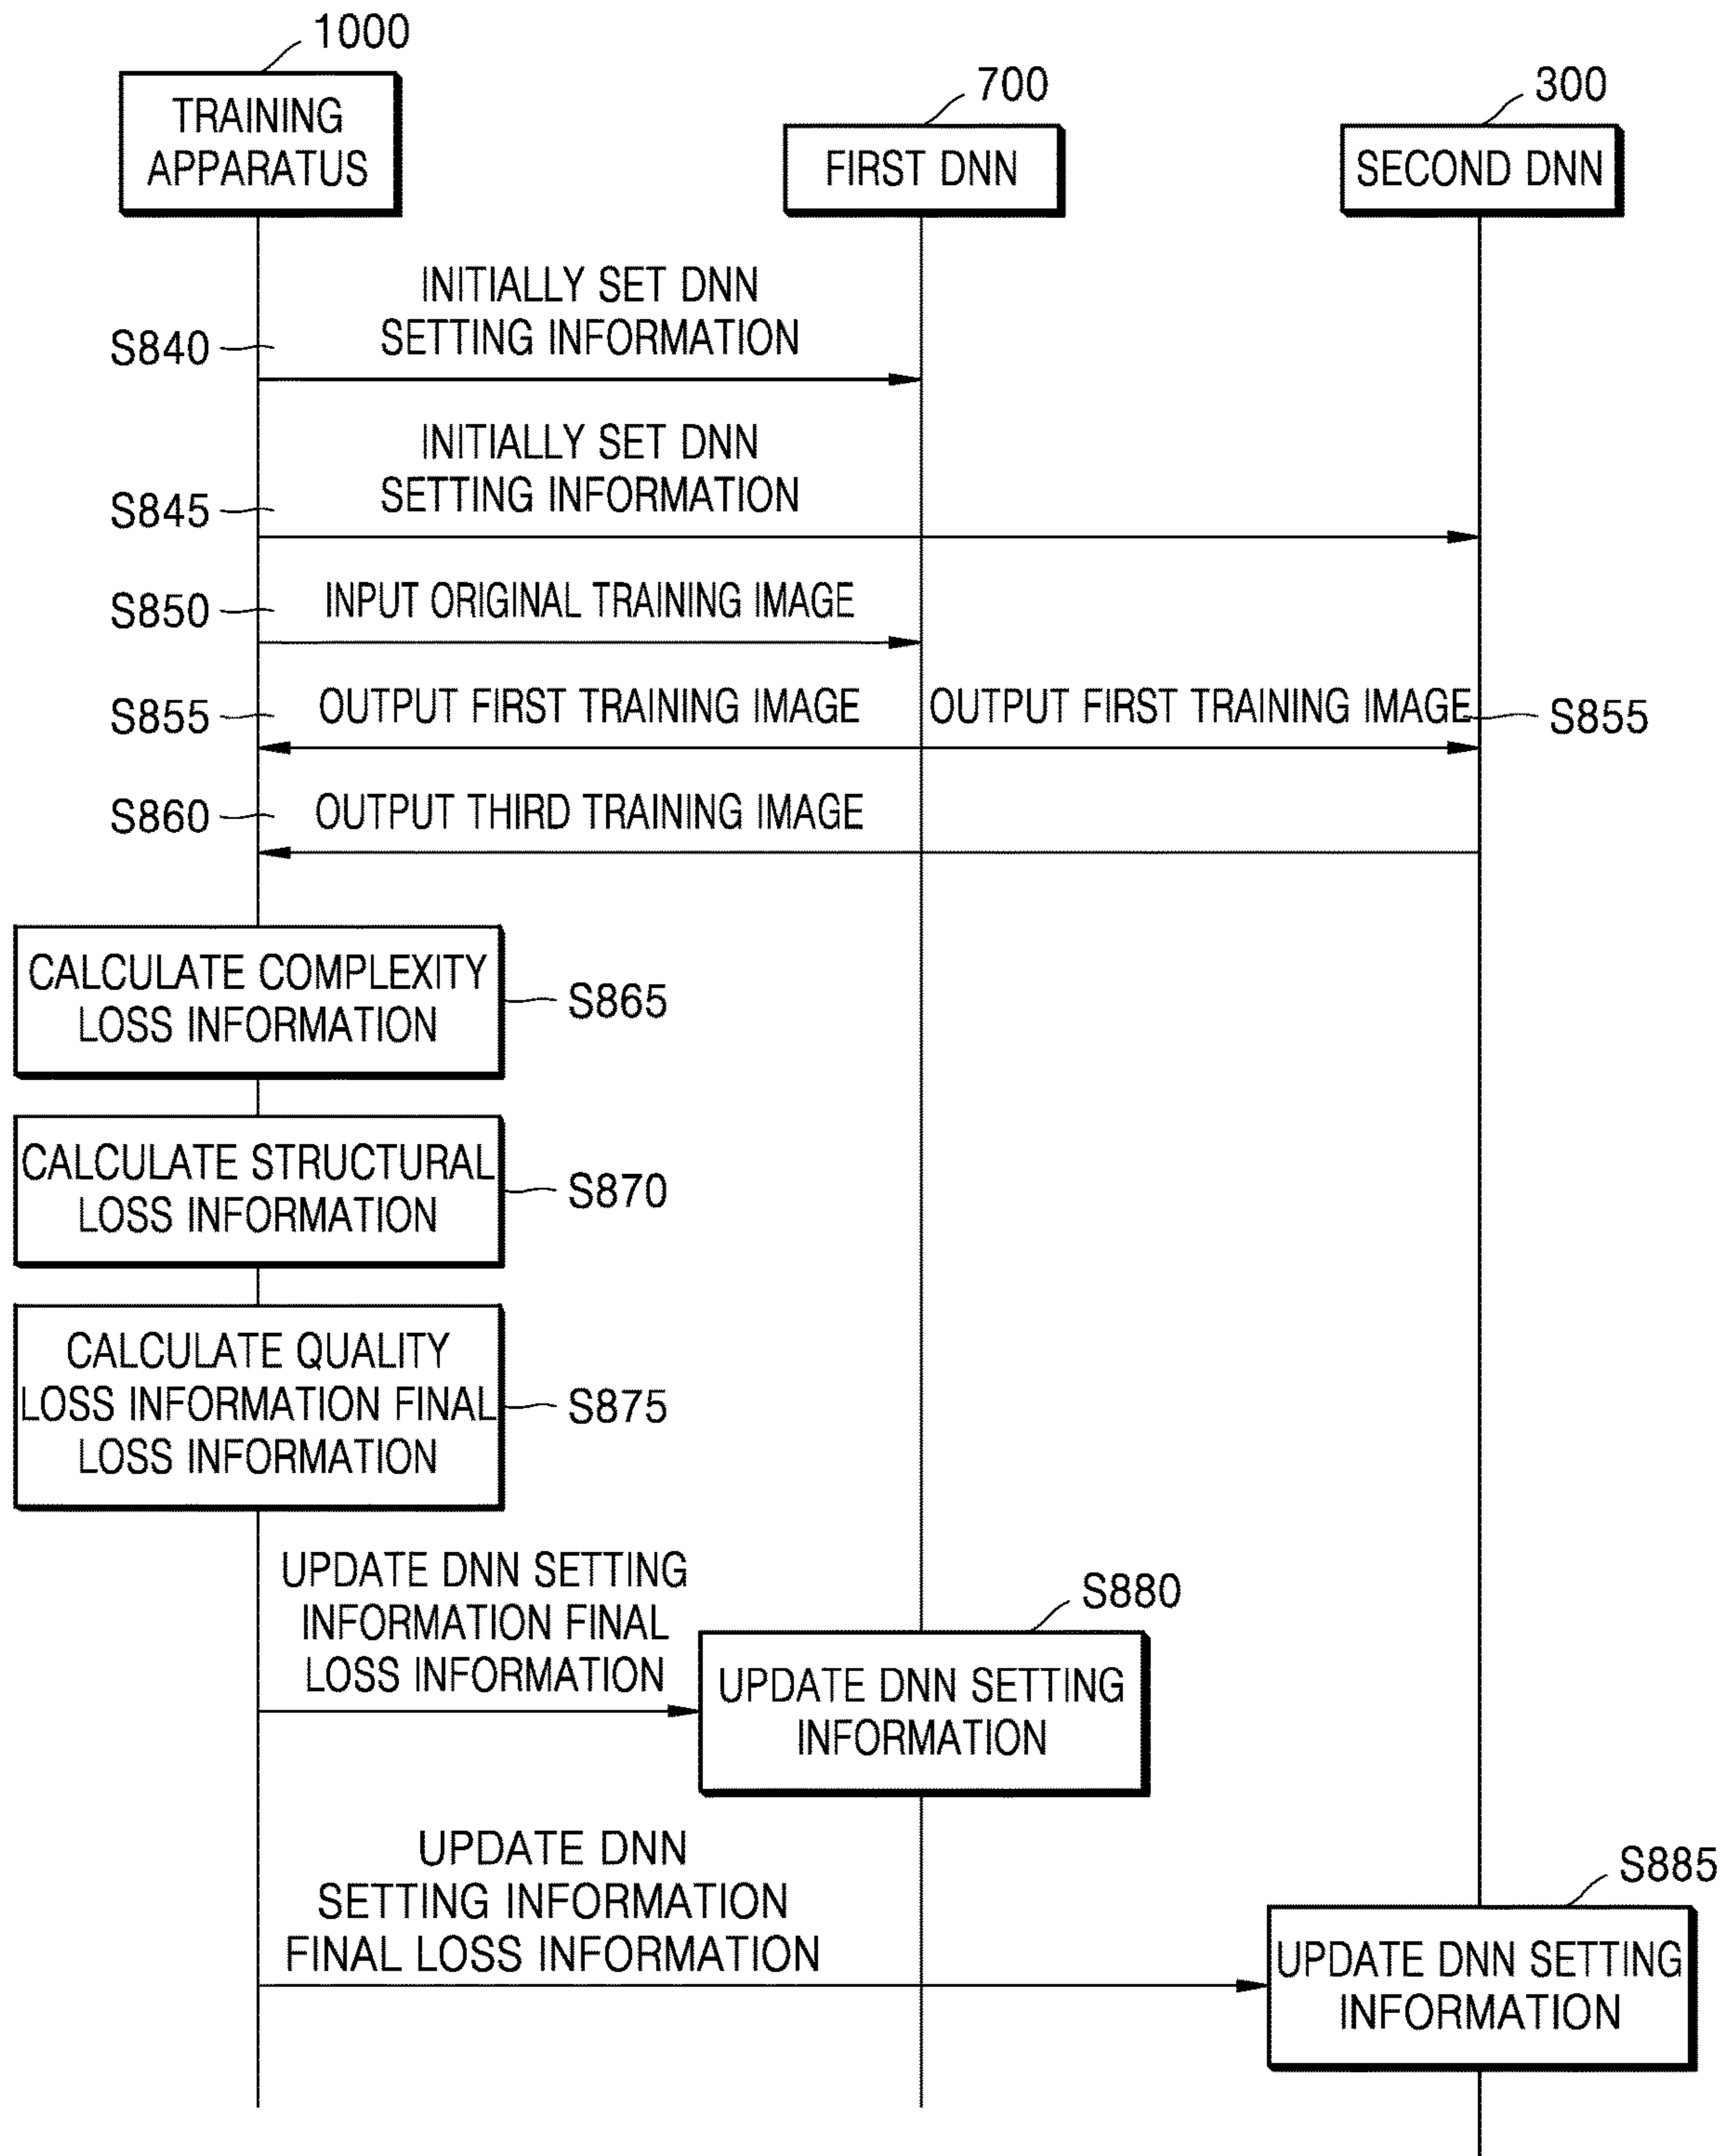 1000
TRAINING
APPARATUS
700
FIRST DNN
300
SECOND DNN
INITIALLY SET DNN
SETTING INFORMATION
S840
INITIALLY SET DNN
SETTING INFORMATION
S845
S850
INPUT ORIGINAL TRAINING IMAGE
S855
OUTPUT FIRST TRAINING IMAGE
OUTPUT FIRST TRAINING IMAGE
S855
S860
OUTPUT THIRD TRAINING IMAGE
CALCULATE COMPLEXITY
LOSS INFORMATION
S865
CALCULATE STRUCTURAL
LOSS INFORMATION
S870
CALCULATE QUALITY
LOSS INFORMATION FINAL
LOSS INFORMATION
S875
UPDATE DNN SETTING
INFORMATION FINAL
LOSS INFORMATION
S880
UPDATE DNN SETTING
INFORMATION
UPDATE DNN
SETTING INFORMATION
FINAL LOSS INFORMATION
S885
UPDATE DNN SETTING
INFORMATION